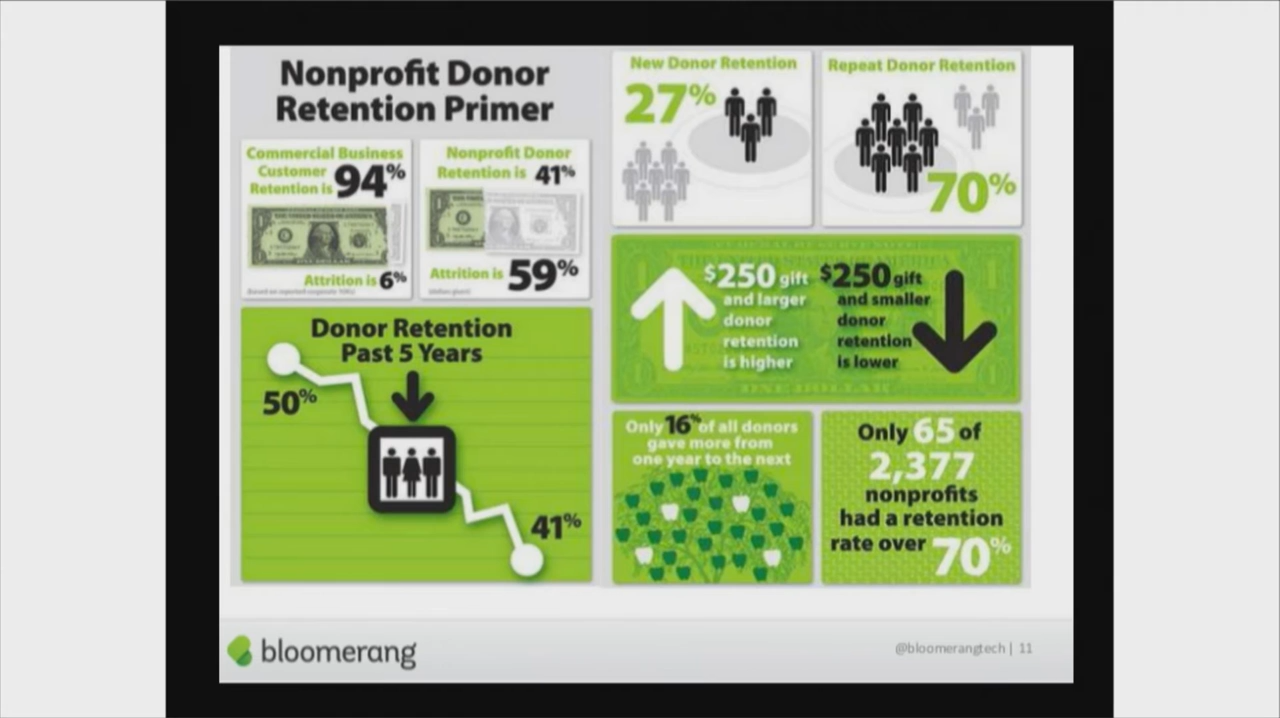 Nonprofit Donor
Retention Primer
Commercial Business
Customer
Retention is 94%
Attrition is 6%
Nonprofit Donor
Retention is 41%
Attrition is 59%
Donor Retention
Past 5 Years
50%
41%
New Donor Retention
27%
Repeat Donor Retention
70%
$250 gift
and larger
donor
retention
is higher
$250 gift
and smaller
donor
retention
is lower
Only 16% of all donors
gave more from
one year to the next
Only 65 of
2,377
nonprofits
had a retention
rate over 70%
bloomerang
@bloomerangtech | 11